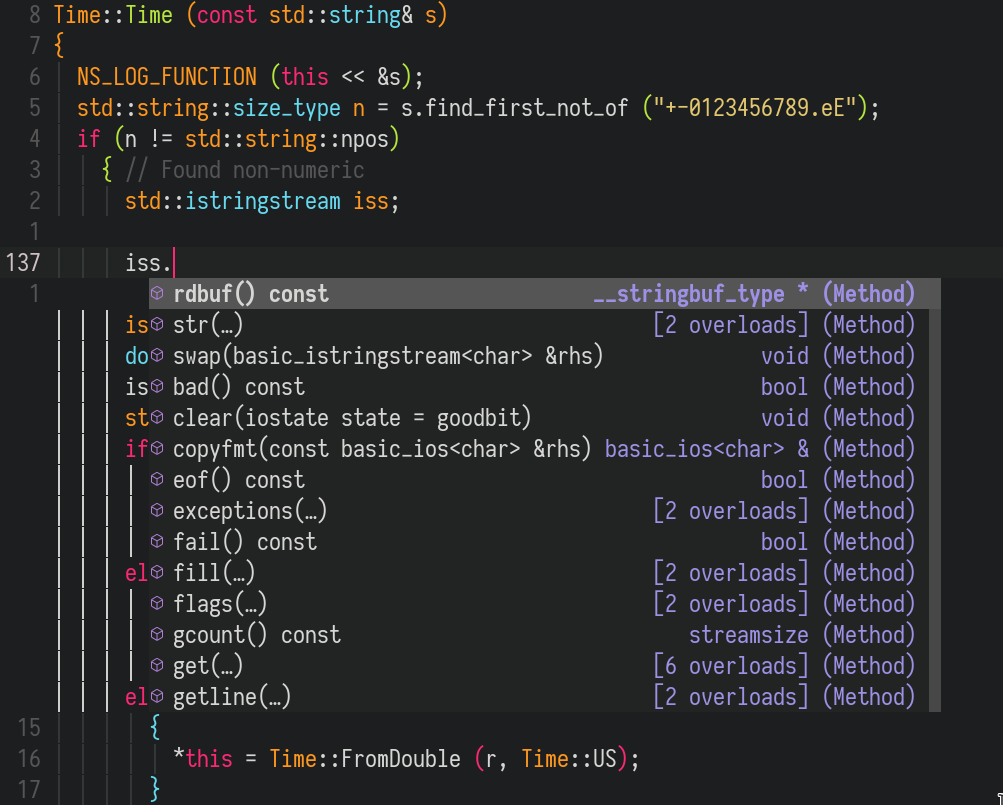 8 Time::Time (const std::string& s)
7 {
6 NS_LOG_FUNCTION (this << &s);
5 std::string::size_type n = s.find_first_not_of ("+-0123456789.eE");
4 if (n != std::string::npos)
3 { // Found non-numeric
2 std::istringstream iss;
1
137 iss.
1 rdbuf() const __stringbuf_type * (Method)
is str(…) [2 overloads] (Method)
do swap(basic_istringstream<char> &rhs) void (Method)
is bad() const bool (Method)
st clear(iostate state = goodbit) void (Method)
if copyfmt(const basic_ios<char> &rhs) basic_ios<char> & (Method)
eof() const bool (Method)
exceptions(…) [2 overloads] (Method)
fail() const bool (Method)
el fill(…) [2 overloads] (Method)
flags(…) [2 overloads] (Method)
gcount() const streamsize (Method)
get(…) [6 overloads] (Method)
el getline(…) [2 overloads] (Method)
15 {
16 *this = Time::FromDouble (r, Time::US);
17 }